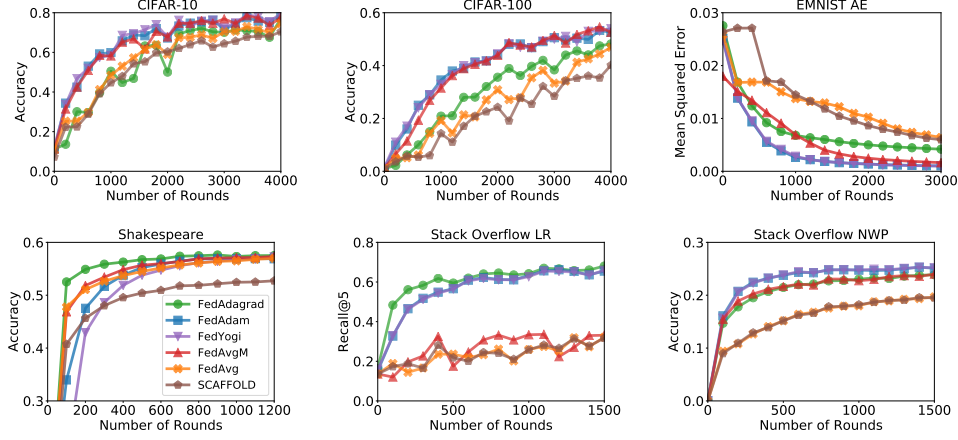 CIFAR-10
0.8
0.6
0.4
0.2
0.0
0 1000 2000 3000 4000
Accuracy
Number of Rounds
CIFAR-100
0.6
0.4
0.2
0.0
0 1000 2000 3000 4000
Accuracy
Number of Rounds
EMNIST AE
0.03
0.02
0.01
0.00
0 1000 2000 3000
Mean Squared Error
Number of Rounds
Shakespeare
0.6
0.5
0.4
0.3
0 200 400 600 800 1000 1200
Accuracy
Number of Rounds
FedAdagrad
FedAdam
FedYogi
FedAvgM
FedAvg
SCAFFOLD
Stack Overflow LR
0.8
0.6
0.4
0.2
0.0
0 500 1000 1500
Recall@5
Number of Rounds
Stack Overflow NWP
0.3
0.2
0.1
0.0
0 500 1000 1500
Accuracy
Number of Rounds